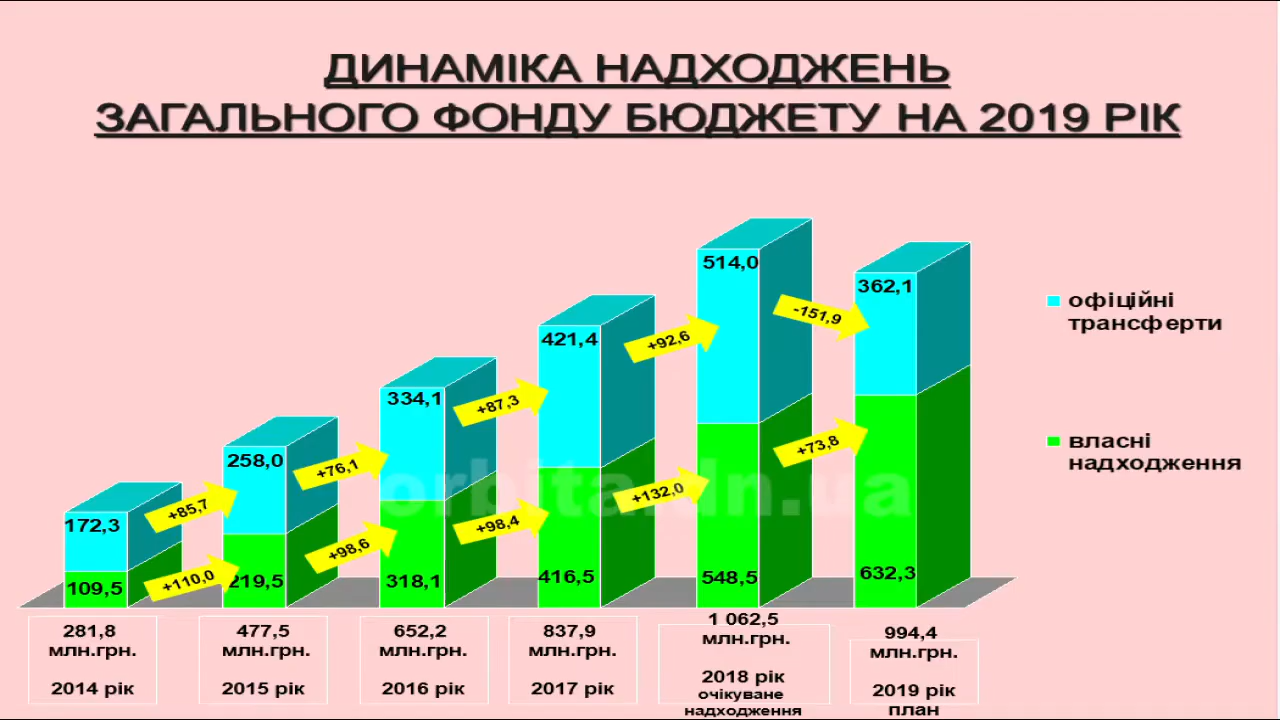 ДИНАМІКА НАДХОДЖЕНЬ
ЗАГАЛЬНОГО ФОНДУ БЮДЖЕТУ НА 2019 РІК
514,0
362,1
офіційні
трансферти
-151,9
421,4
+92,6
334,1
+87,3
258,0
+76,1
172,3
+85,7
власні
надходження
+73,8
orbita.dn.ua
+132,0
+98,4
+98,6
+110,0
109,5
219,5
318,1
416,5
548,5
632,3
281,8
млн.грн.
2014 рік
477,5
млн.грн.
2015 рік
652,2
млн.грн.
2016 рік
837,9
млн.грн.
2017 рік
1 062,5
млн.грн.
2018 рік
очікуване
надходження
994,4
млн.грн.
2019 рік
план